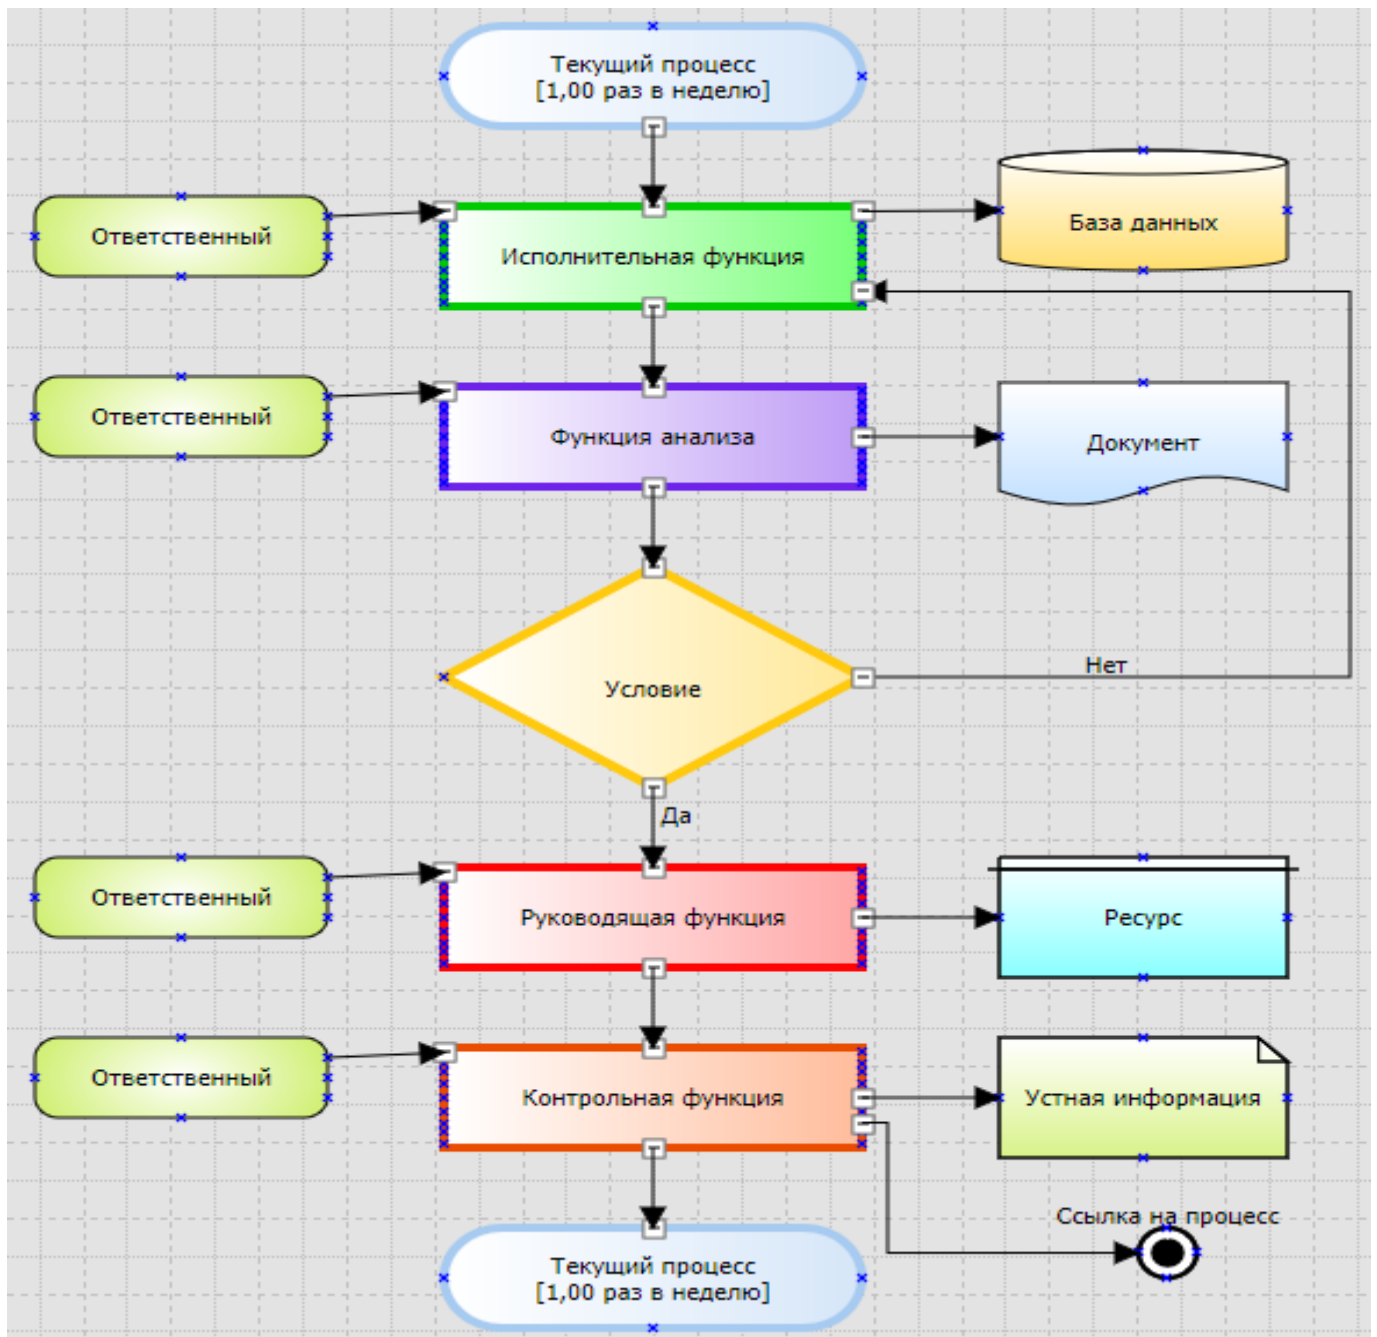 Текущий процесс
[1,00 раз в неделю]
Ответственный
Исполнительная функция
База данных
Ответственный
Функция анализа
Документ
Условие
Нет
Да
Ответственный
Руководящая функция
Ресурс
Ответственный
Контрольная функция
Устная информация
Ссылка на процесс
Текущий процесс
[1,00 раз в неделю]